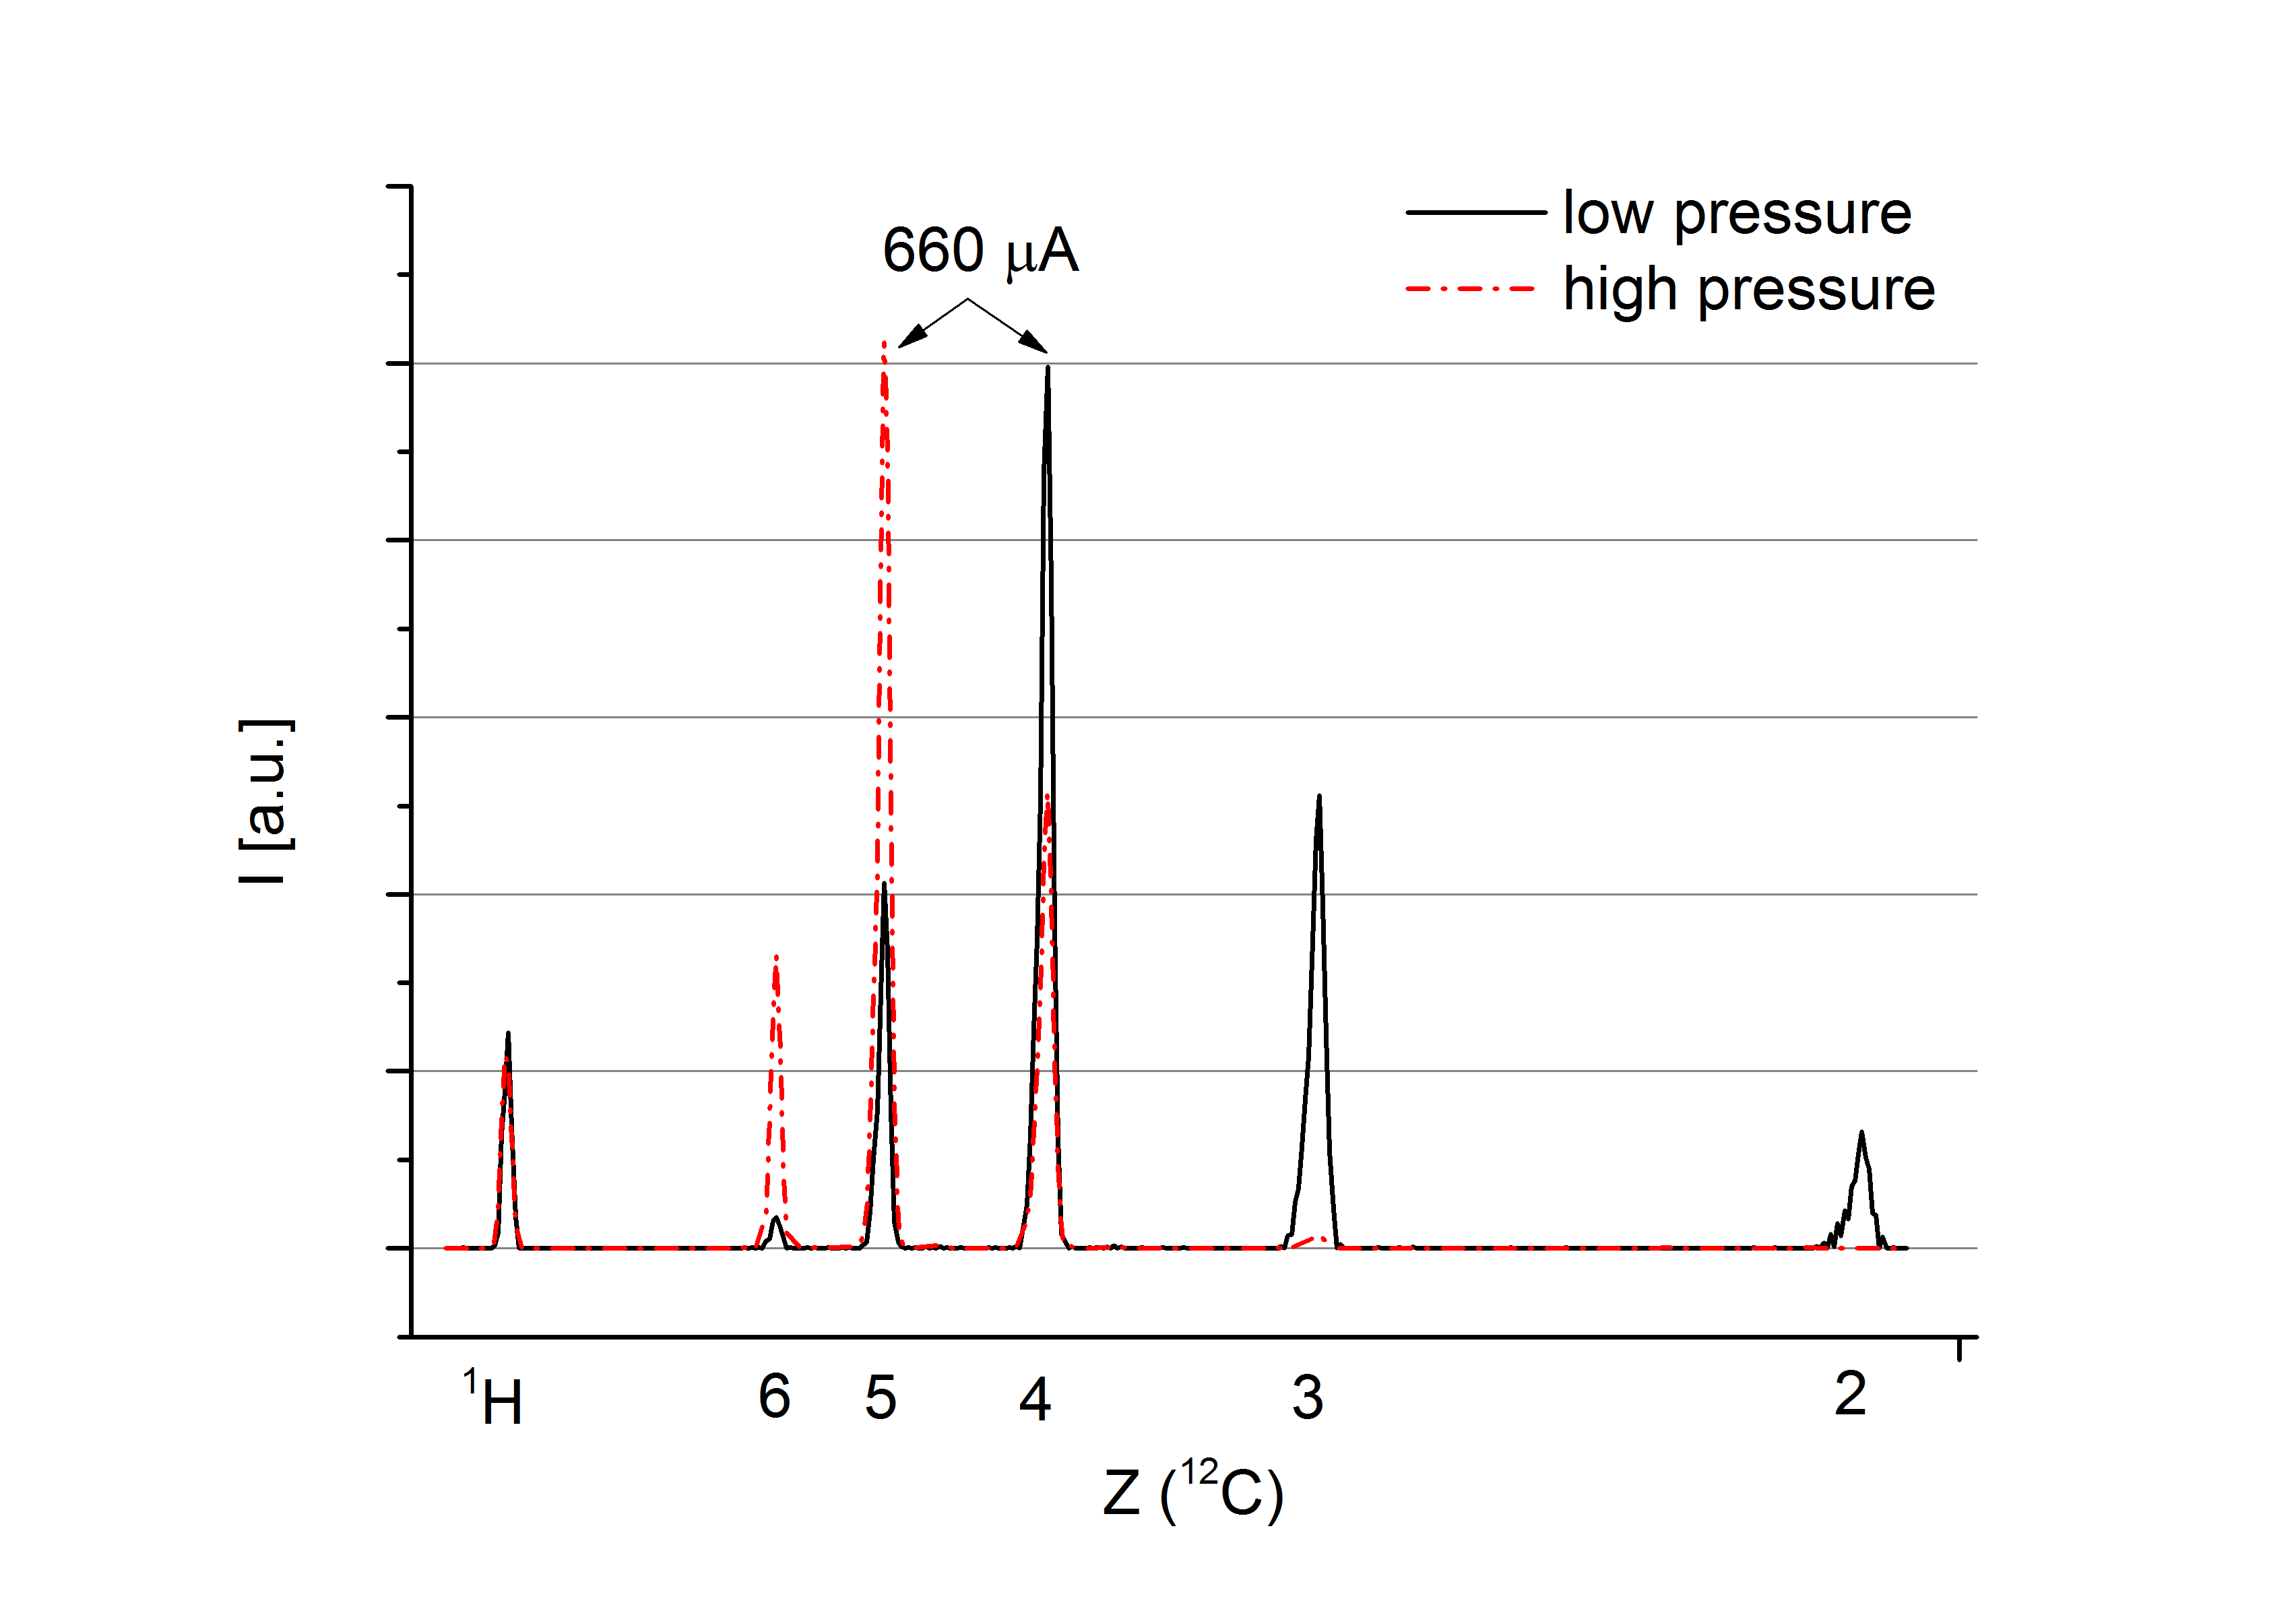 low pressure
high pressure
660 μA
I [a.u.]
¹H 6 5 4 3 2
Z (¹²C)